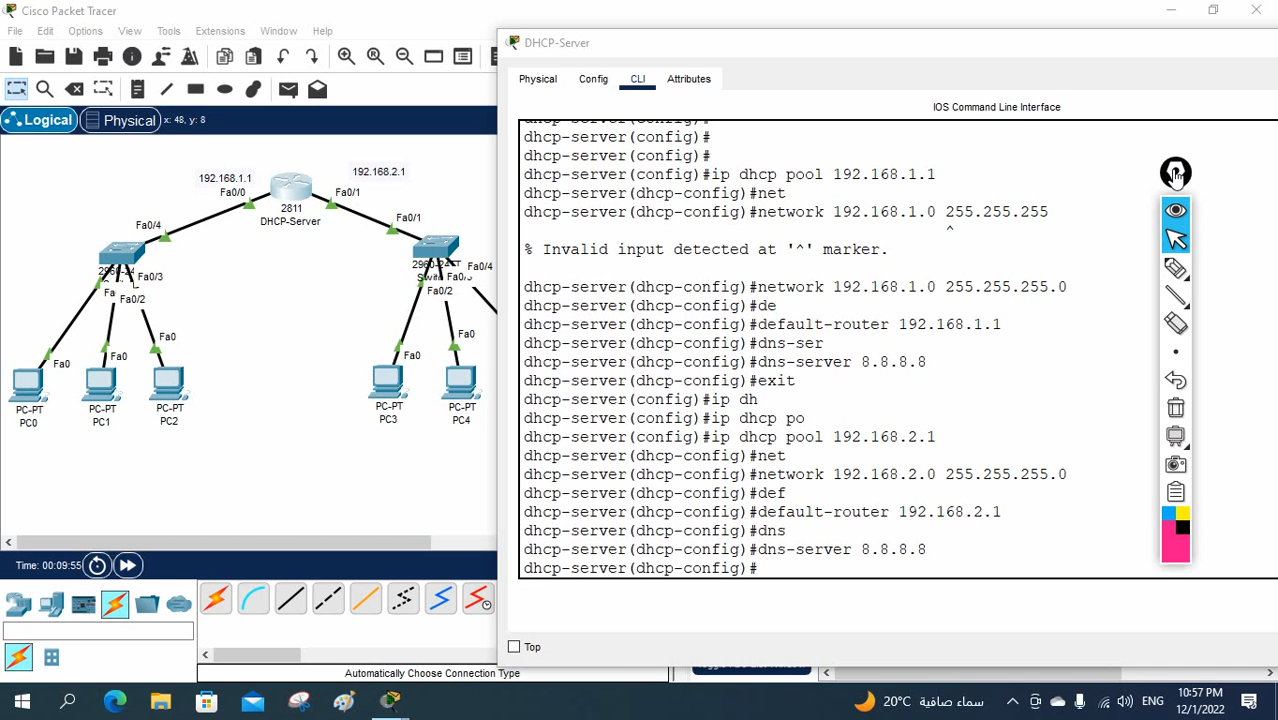 Cisco Packet Tracer
File Edit Options View Tools Extensions Window Help
Logical Physical x: 48, y: 8
192.168.1.1
192.168.2.1
Fa0/0
Fa0/1
2811
DHCP-Server
Fa0/4
Fa0/1
Fa0/3
Fa0/2
Fa0/4
Fa0/2
Fa0
Fa0
Fa0
Fa0
Fa0
PC-PT
PC0
PC-PT
PC1
PC-PT
PC2
PC-PT
PC3
PC-PT
PC4
Time: 00:09:55
Automatically Choose Connection Type
DHCP-Server
Physical Config CLI Attributes
IOS Command Line Interface
dhcp-server(config)#
dhcp-server(config)#
dhcp-server(config)#
dhcp-server(config)#ip dhcp pool 192.168.1.1
dhcp-server(dhcp-config)#net
dhcp-server(dhcp-config)#network 192.168.1.0 255.255.255
^
% Invalid input detected at '^' marker.
dhcp-server(dhcp-config)#network 192.168.1.0 255.255.255.0
dhcp-server(dhcp-config)#de
dhcp-server(dhcp-config)#default-router 192.168.1.1
dhcp-server(dhcp-config)#dns-ser
dhcp-server(dhcp-config)#dns-server 8.8.8.8
dhcp-server(dhcp-config)#exit
dhcp-server(config)#ip dh
dhcp-server(config)#ip dhcp po
dhcp-server(config)#ip dhcp pool 192.168.2.1
dhcp-server(dhcp-config)#net
dhcp-server(dhcp-config)#network 192.168.2.0 255.255.255.0
dhcp-server(dhcp-config)#def
dhcp-server(dhcp-config)#default-router 192.168.2.1
dhcp-server(dhcp-config)#dns
dhcp-server(dhcp-config)#dns-server 8.8.8.8
dhcp-server(dhcp-config)#
Top
20°C سماء صافية
10:57 PM
12/1/2022